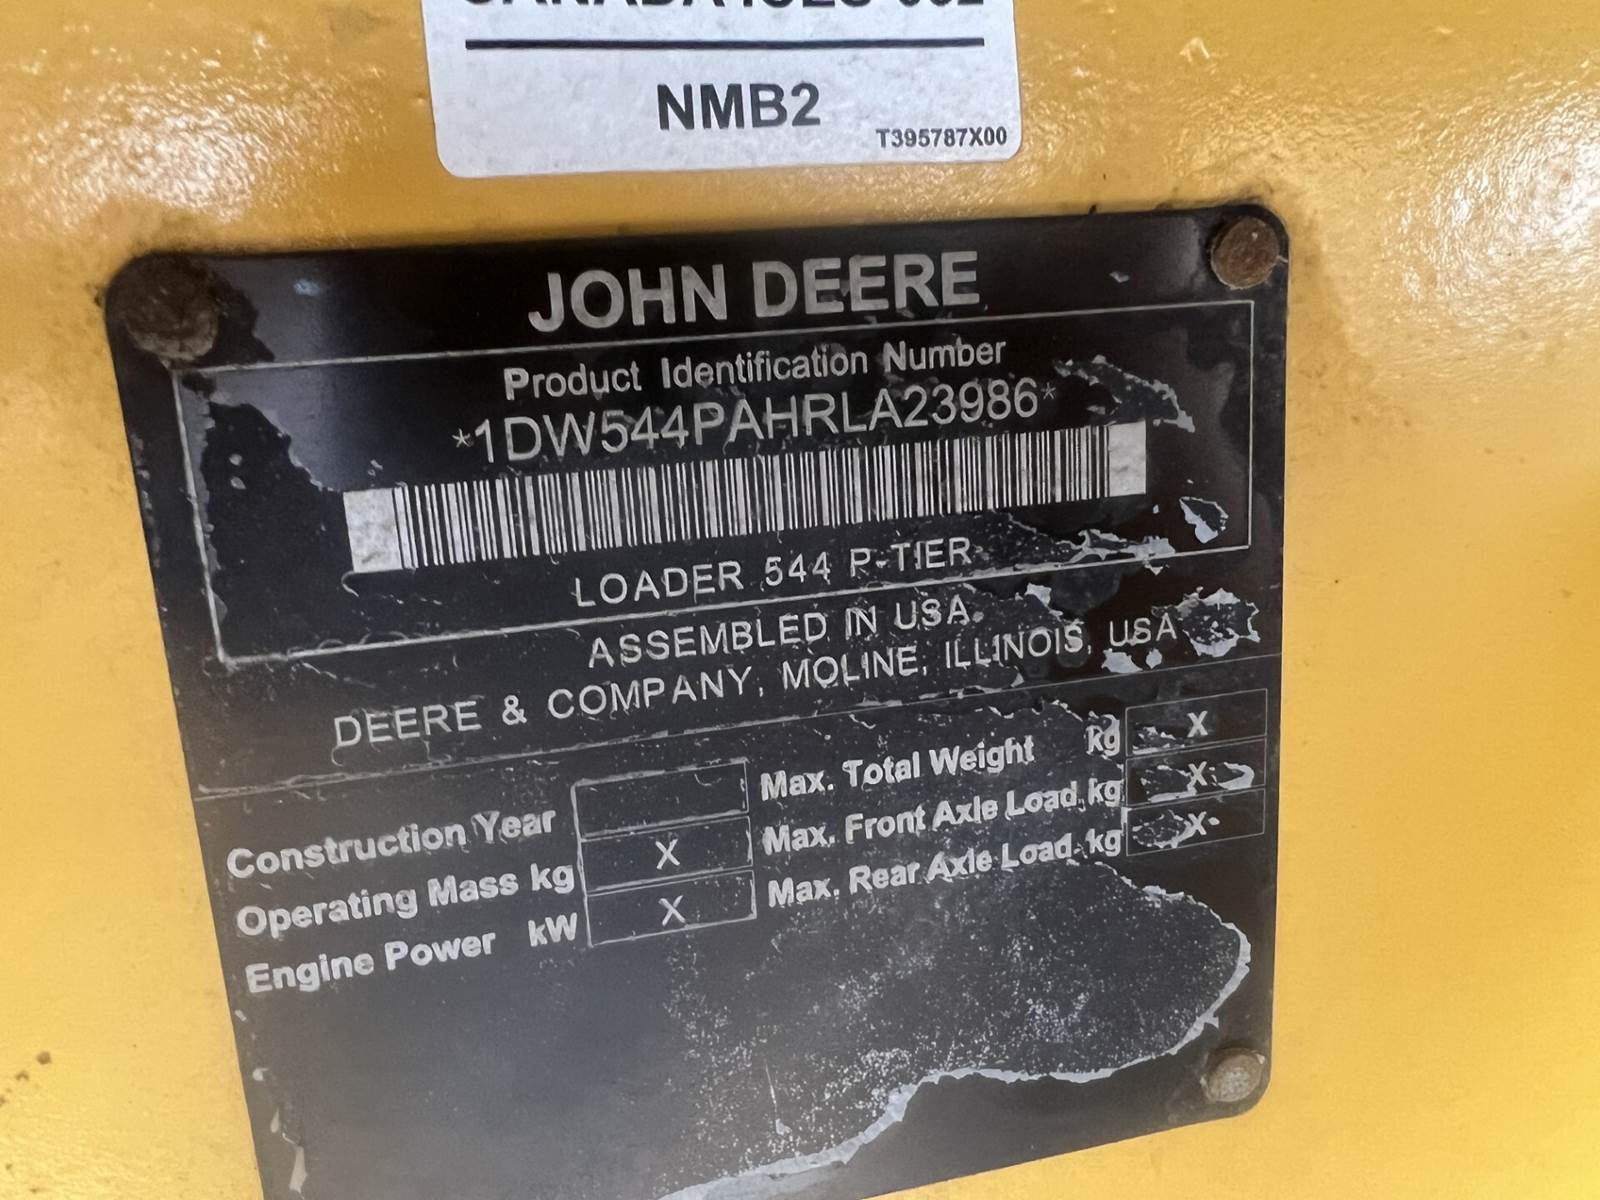 NMB2
T395787X00
JOHN DEERE
Product Identification Number
*1DW544PAHRLA23986*
LOADER 544 P-TIER
ASSEMBLED IN USA.
DEERE & COMPANY, MOLINE, ILLINOIS, USA
Construction Year
Operating Mass kg X
Engine Power kW X
Max. Total Weight kg X
Max. Front Axle Load kg X
Max. Rear Axle Load kg X